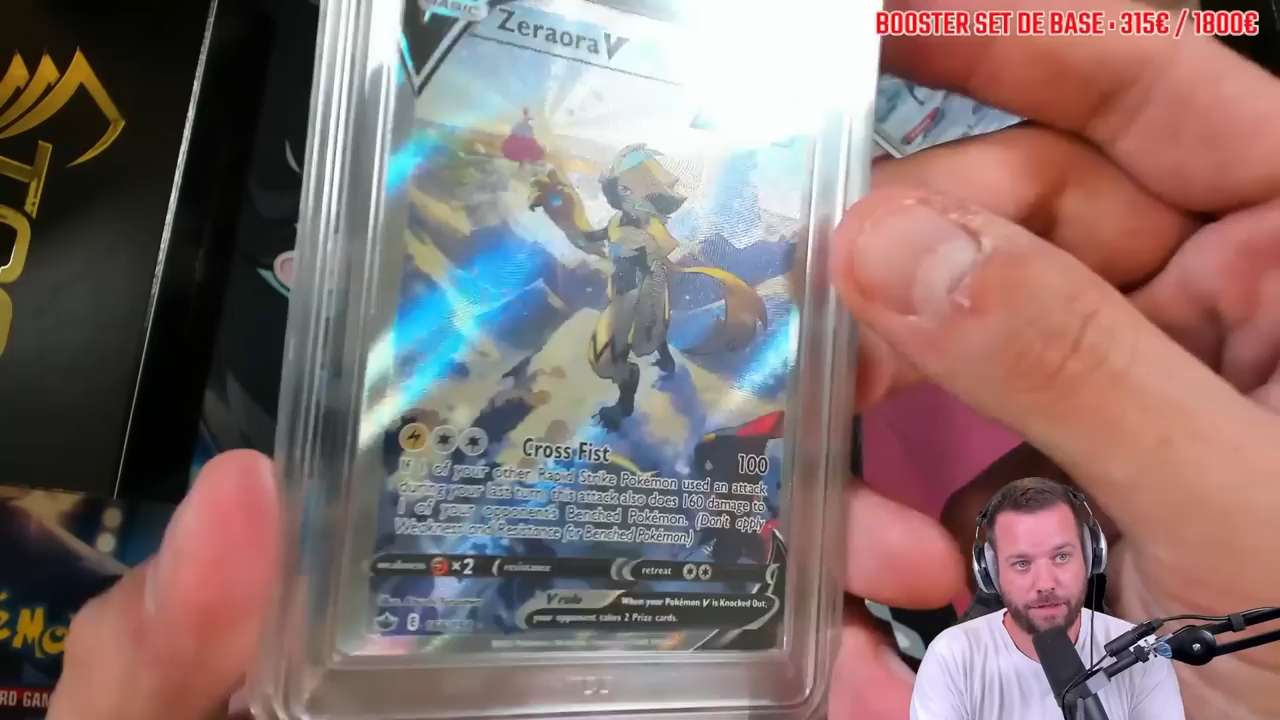 BOOSTER SET DE BASE · 315€ / 1800€
BASIC
Zeraora V
Cross Fist
100
If 1 of your other Rapid Strike Pokémon used an attack
during your last turn, this attack also does 160 damage to
1 of your opponent's Benched Pokémon. (Don't apply
Weakness and Resistance for Benched Pokémon.)
weakness ×2 resistance retreat
V rule When your Pokémon V is Knocked Out,
your opponent takes 2 Prize cards.
E